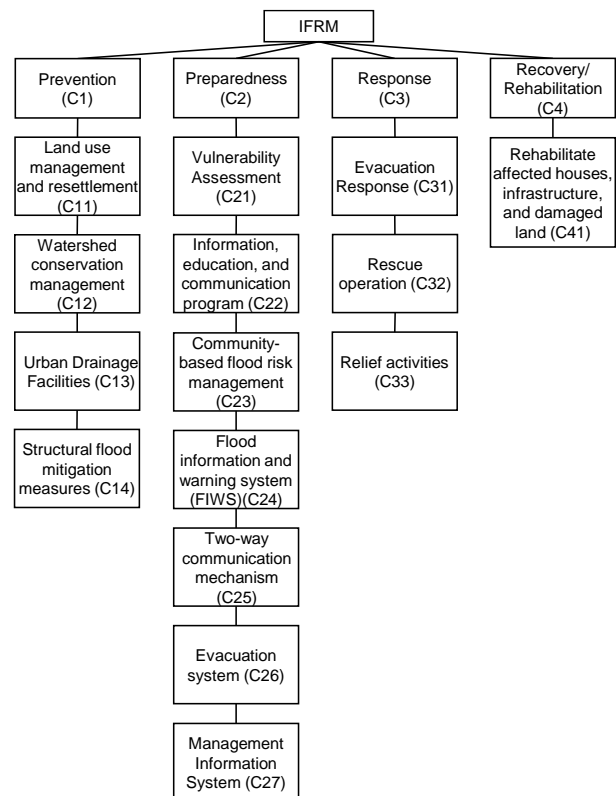 IFRM
Prevention
(C1)
Land use
management
and resettlement
(C11)
Watershed
conservation
management
(C12)
Urban Drainage
Facilities (C13)
Structural flood
mitigation
measures (C14)
Preparedness
(C2)
Vulnerability
Assessment
(C21)
Information,
education, and
communication
program (C22)
Community-
based flood risk
management
(C23)
Flood
information and
warning system
(FIWS)(C24)
Two-way
communication
mechanism
(C25)
Evacuation
system (C26)
Management
Information
System (C27)
Response
(C3)
Evacuation
Response (C31)
Rescue
operation (C32)
Relief activities
(C33)
Recovery/
Rehabilitation
(C4)
Rehabilitate
affected houses,
infrastructure,
and damaged
land (C41)